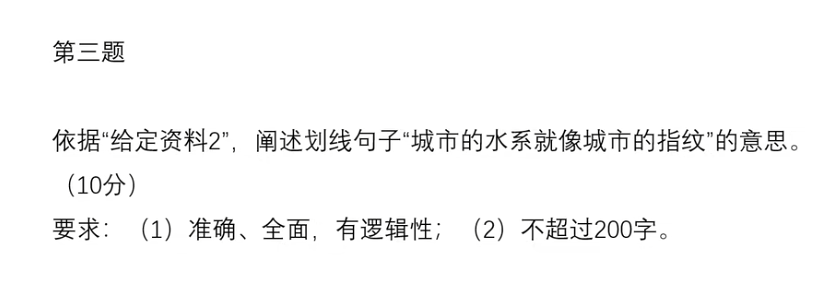 第三题
依据“给定资料2”，阐述划线句子“城市的水系就像城市的指纹”的意思。
（10分）
要求：（1）准确、全面，有逻辑性；（2）不超过200字。